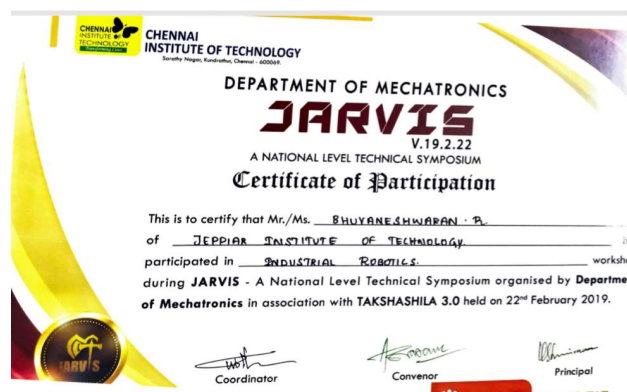 CHENNAI
INSTITUTE OF
TECHNOLOGY
CHENNAI
INSTITUTE OF TECHNOLOGY
Sarathy Nagar, Kundrathur, Chennai - 600069.
DEPARTMENT OF MECHATRONICS
JARVIS
V.19.2.22
A NATIONAL LEVEL TECHNICAL SYMPOSIUM
Certificate of Participation
This is to certify that Mr./Ms. BHUVANESHWARAN . R
of JEPPIAR INSTITUTE OF TECHNOLOGY.
participated in INDUSTRIAL ROBOTICS. worksh
during JARVIS - A National Level Technical Symposium organised by Departme
of Mechatronics in association with TAKSHASHILA 3.0 held on 22nd February 2019.
JARVIS
Coordinator
Convenor
Principal